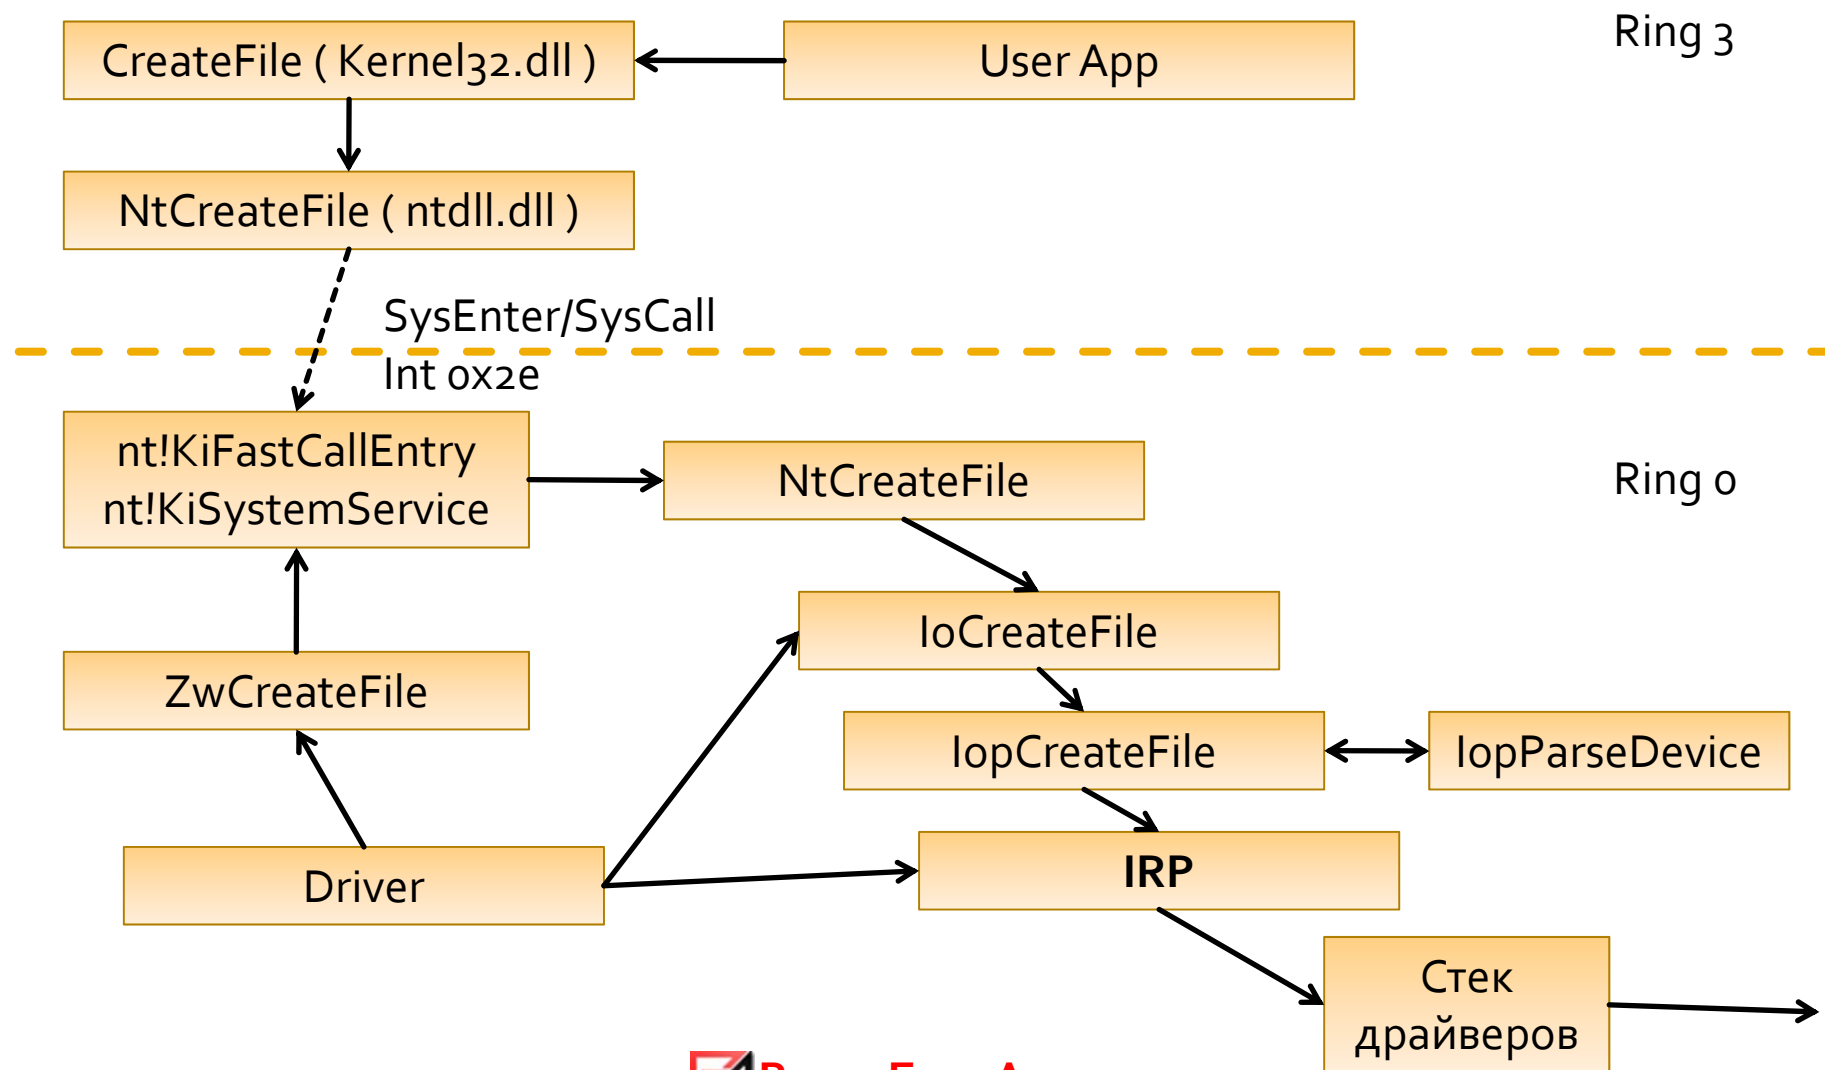 CreateFile ( Kernel32.dll )
User App
Ring 3
NtCreateFile ( ntdll.dll )
SysEnter/SysCall
Int 0x2e
nt!KiFastCallEntry
nt!KiSystemService
NtCreateFile
Ring 0
IoCreateFile
ZwCreateFile
IopCreateFile
IopParseDevice
Driver
IRP
Стек
драйверов